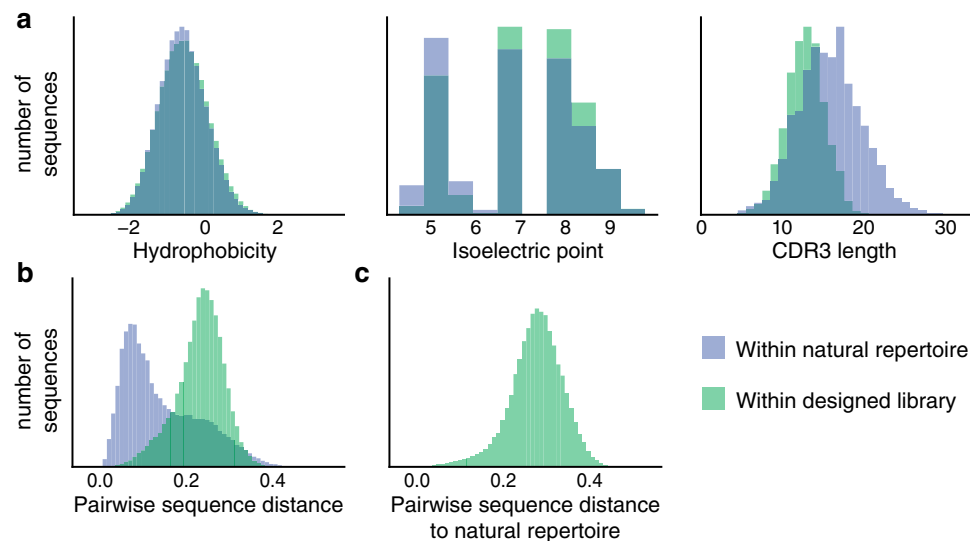 a
number of
sequences
−2 0 2
Hydrophobicity
5 6 7 8 9
Isoelectric point
0 10 20 30
CDR3 length
b
number of
sequences
0.0 0.2 0.4
Pairwise sequence distance
c
0.0 0.2 0.4
Pairwise sequence distance
to natural repertoire
Within natural repertoire
Within designed library